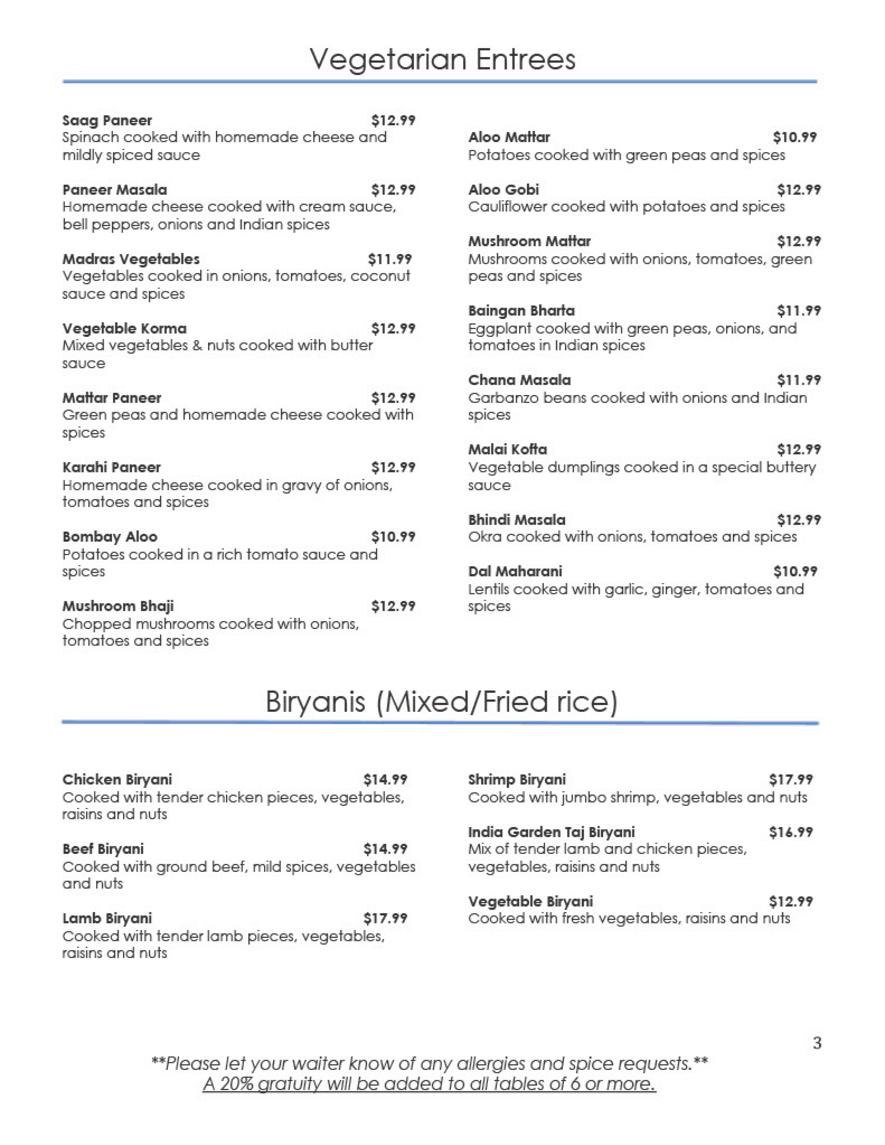 Vegetarian Entrees
Saag Paneer $12.99
Spinach cooked with homemade cheese and
mildly spiced sauce
Paneer Masala $12.99
Homemade cheese cooked with cream sauce,
bell peppers, onions and Indian spices
Madras Vegetables $11.99
Vegetables cooked in onions, tomatoes, coconut
sauce and spices
Vegetable Korma $12.99
Mixed vegetables & nuts cooked with butter
sauce
Mattar Paneer $12.99
Green peas and homemade cheese cooked with
spices
Karahi Paneer $12.99
Homemade cheese cooked in gravy of onions,
tomatoes and spices
Bombay Aloo $10.99
Potatoes cooked in a rich tomato sauce and
spices
Mushroom Bhaji $12.99
Chopped mushrooms cooked with onions,
tomatoes and spices
Aloo Mattar $10.99
Potatoes cooked with green peas and spices
Aloo Gobi $12.99
Cauliflower cooked with potatoes and spices
Mushroom Mattar $12.99
Mushrooms cooked with onions, tomatoes, green
peas and spices
Baingan Bharta $11.99
Eggplant cooked with green peas, onions, and
tomatoes in Indian spices
Chana Masala $11.99
Garbanzo beans cooked with onions and Indian
spices
Malai Kofta $12.99
Vegetable dumplings cooked in a special buttery
sauce
Bhindi Masala $12.99
Okra cooked with onions, tomatoes and spices
Dal Maharani $10.99
Lentils cooked with garlic, ginger, tomatoes and
spices
Biryanis (Mixed/Fried rice)
Chicken Biryani $14.99
Cooked with tender chicken pieces, vegetables,
raisins and nuts
Beef Biryani $14.99
Cooked with ground beef, mild spices, vegetables
and nuts
Lamb Biryani $17.99
Cooked with tender lamb pieces, vegetables,
raisins and nuts
Shrimp Biryani $17.99
Cooked with jumbo shrimp, vegetables and nuts
India Garden Taj Biryani $16.99
Mix of tender lamb and chicken pieces,
vegetables, raisins and nuts
Vegetable Biryani $12.99
Cooked with fresh vegetables, raisins and nuts
3
**Please let your waiter know of any allergies and spice requests.**
A 20% gratuity will be added to all tables of 6 or more.